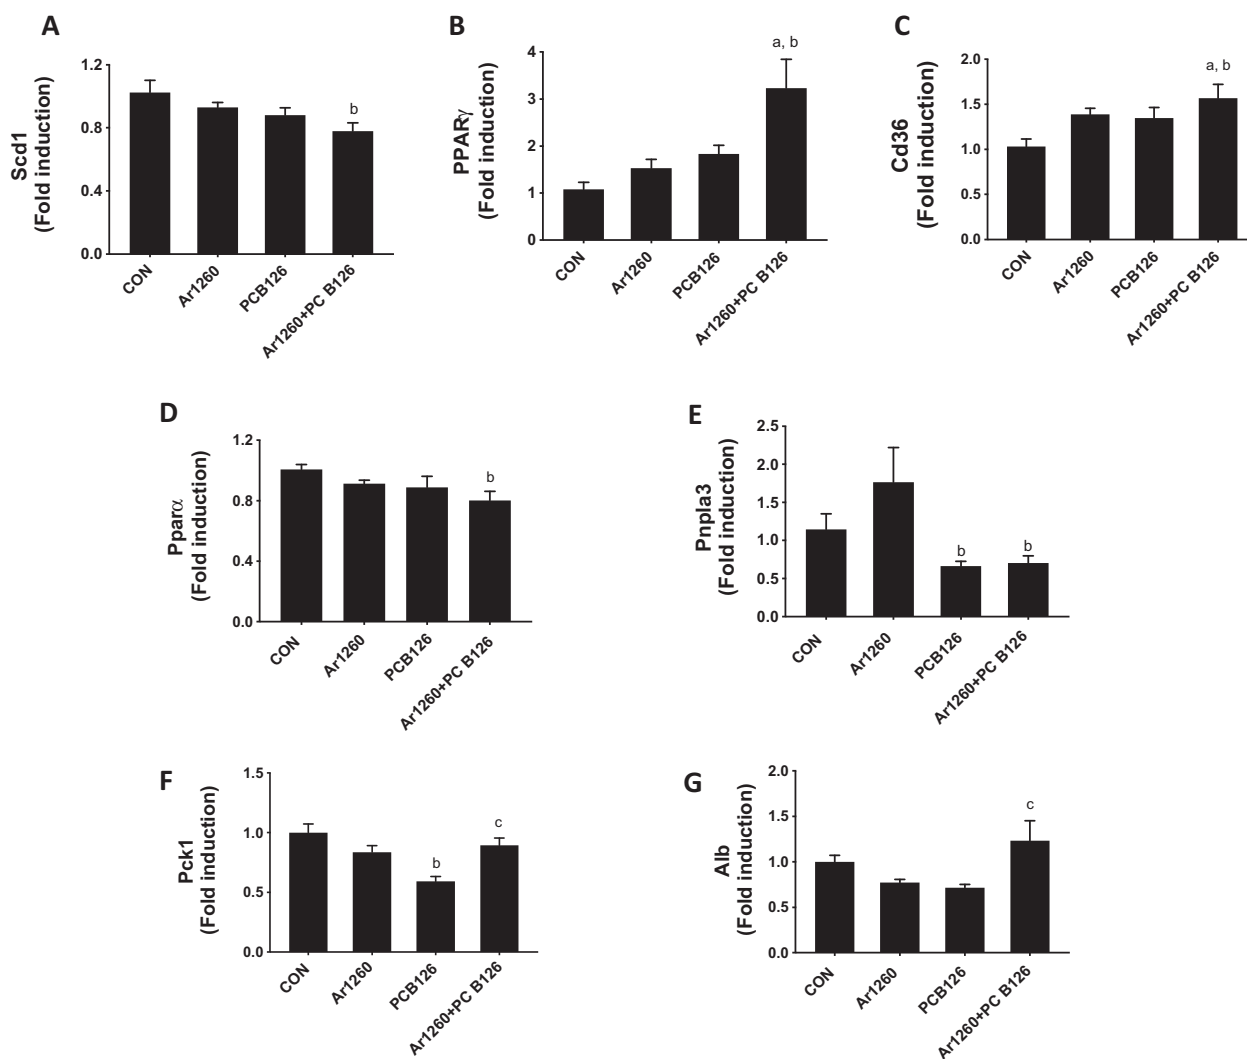 A
Scd1
(Fold induction)
1.2
0.8
0.4
0.0
b
CON
Ar1260
PCB126
Ar1260+PC B126
B
PPARγ
(Fold induction)
4
3
2
1
0
a, b
CON
Ar1260
PCB126
Ar1260+PC B126
C
Cd36
(Fold induction)
2.0
1.5
1.0
0.5
0.0
a, b
CON
Ar1260
PCB126
Ar1260+PC B126
D
Pparα
(Fold induction)
1.2
0.8
0.4
0.0
b
CON
Ar1260
PCB126
Ar1260+PC B126
E
Pnpla3
(Fold induction)
2.5
2.0
1.5
1.0
0.5
0.0
b
b
CON
Ar1260
PCB126
Ar1260+PC B126
F
Pck1
(Fold induction)
1.5
1.0
0.5
0.0
b
c
CON
Ar1260
PCB126
Ar1260+PC B126
G
Alb
(Fold induction)
2.0
1.5
1.0
0.5
0.0
c
CON
Ar1260
PCB126
Ar1260+PC B126